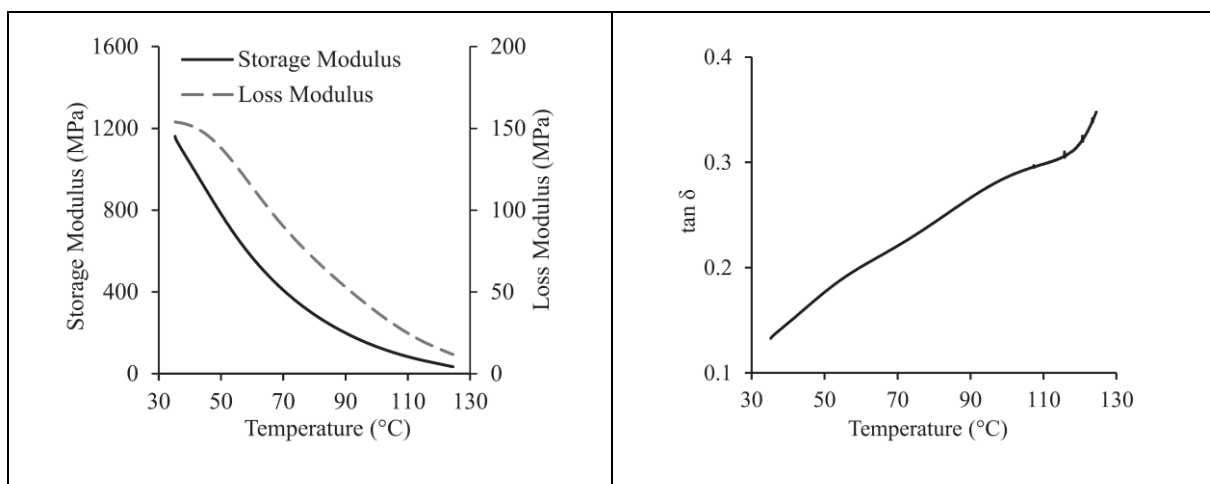 1600
1200
800
400
0
200
150
100
50
0
Storage Modulus
Loss Modulus
Storage Modulus (MPa)
Loss Modulus (MPa)
30 50 70 90 110 130
Temperature (°C)
0.4
0.3
0.2
0.1
tan δ
30 50 70 90 110 130
Temperature (°C)